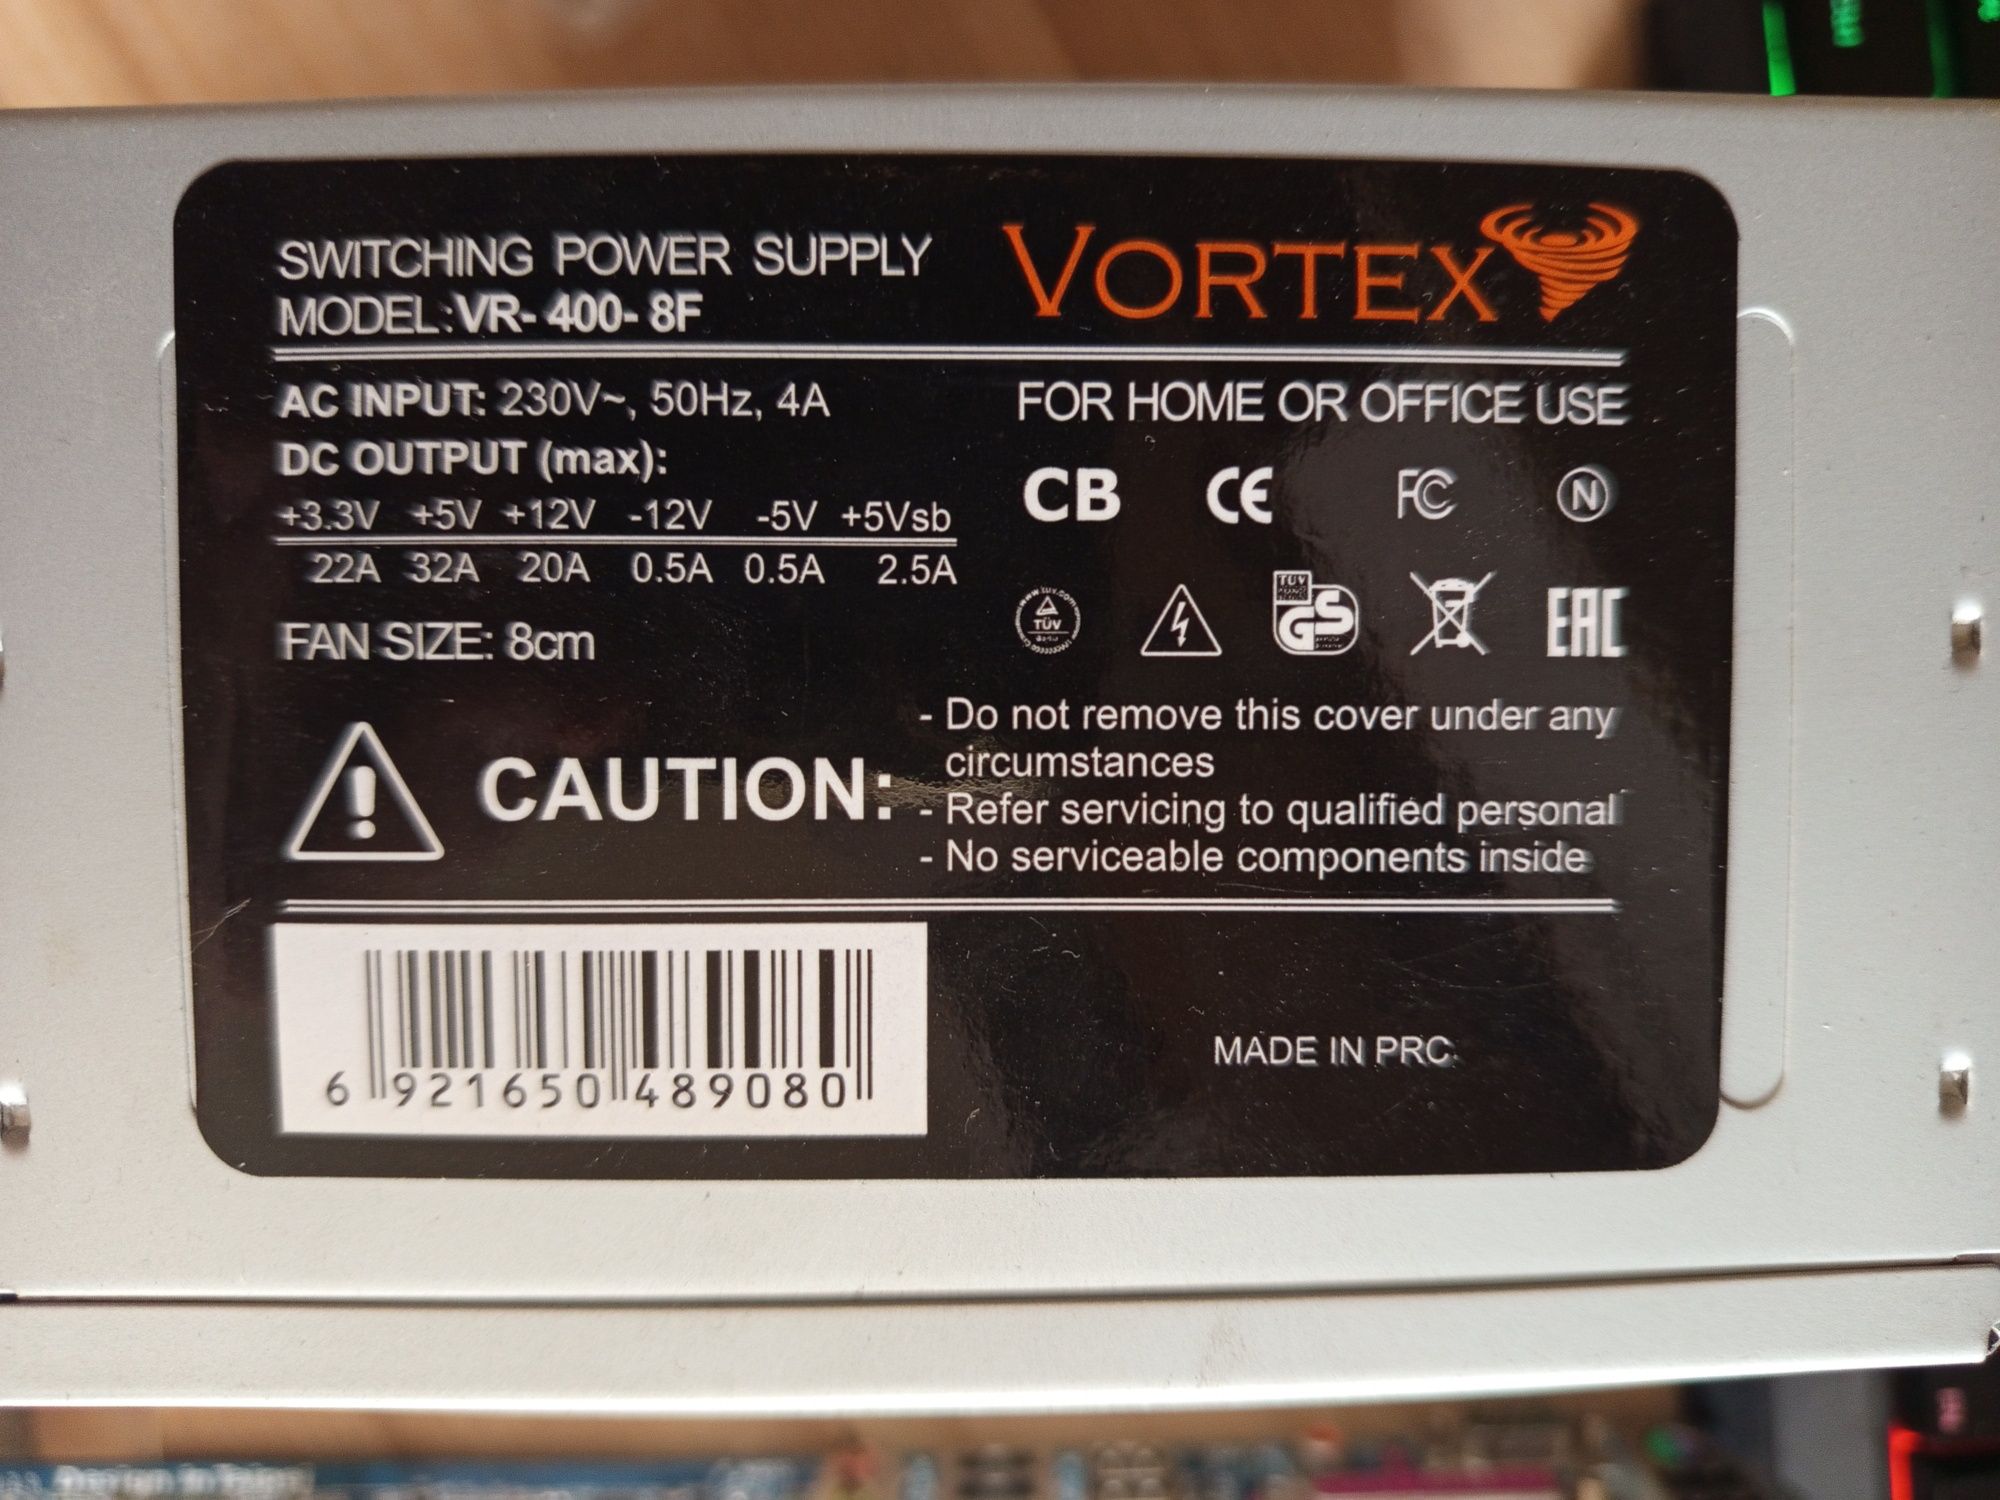 SWITCHING POWER SUPPLY
MODEL: VR- 400- 8F
VORTEX
AC INPUT: 230V~, 50Hz, 4A
DC OUTPUT (max):
+3.3V +5V +12V -12V -5V +5Vsb
22A 32A 20A 0.5A 0.5A 2.5A
FAN SIZE: 8cm
FOR HOME OR OFFICE USE
CB CE FC N
TÜV
TÜV
GS
EAC
CAUTION:
- Do not remove this cover under any
circumstances
- Refer servicing to qualified personal
- No serviceable components inside
6 921650 489080
MADE IN PRC